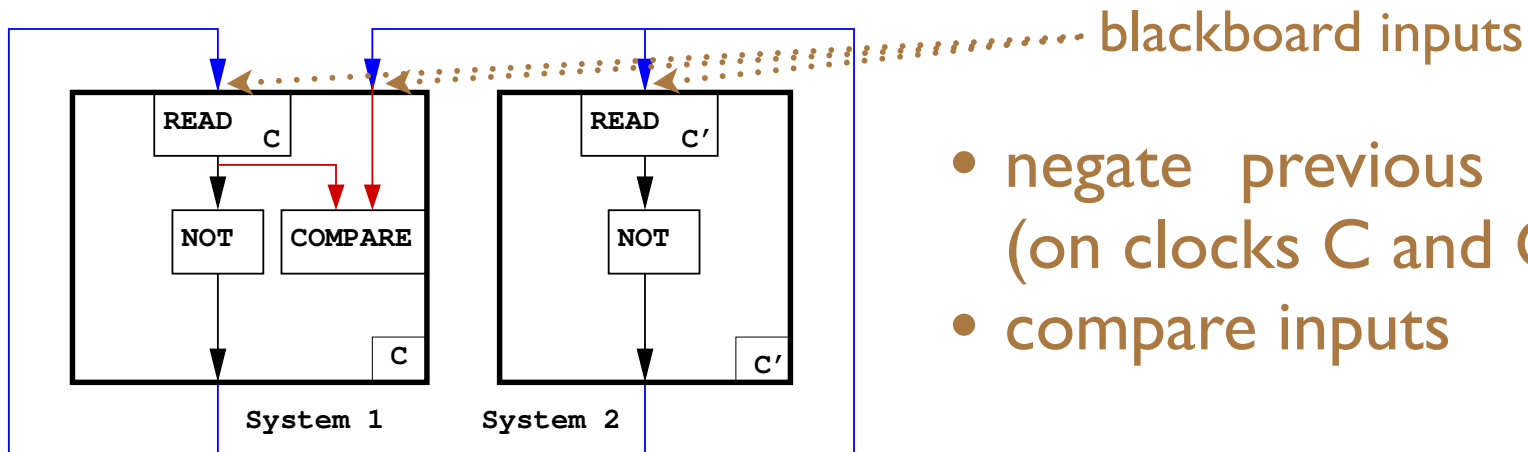 blackboard inputs
READ
C
READ
C'
NOT
COMPARE
NOT
C
C'
System 1
System 2
• negate previous
(on clocks C and
• compare inputs